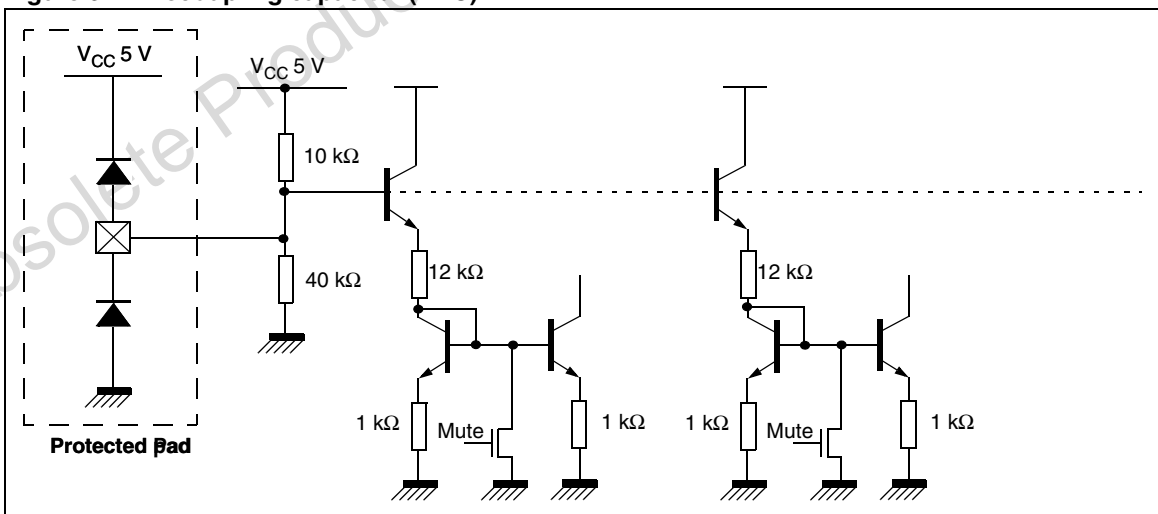 V_CC 5 V
V_CC 5 V
10 kΩ
40 kΩ
12 kΩ
12 kΩ
1 kΩ
Mute
1 kΩ
1 kΩ
Mute
1 kΩ
Protected pad